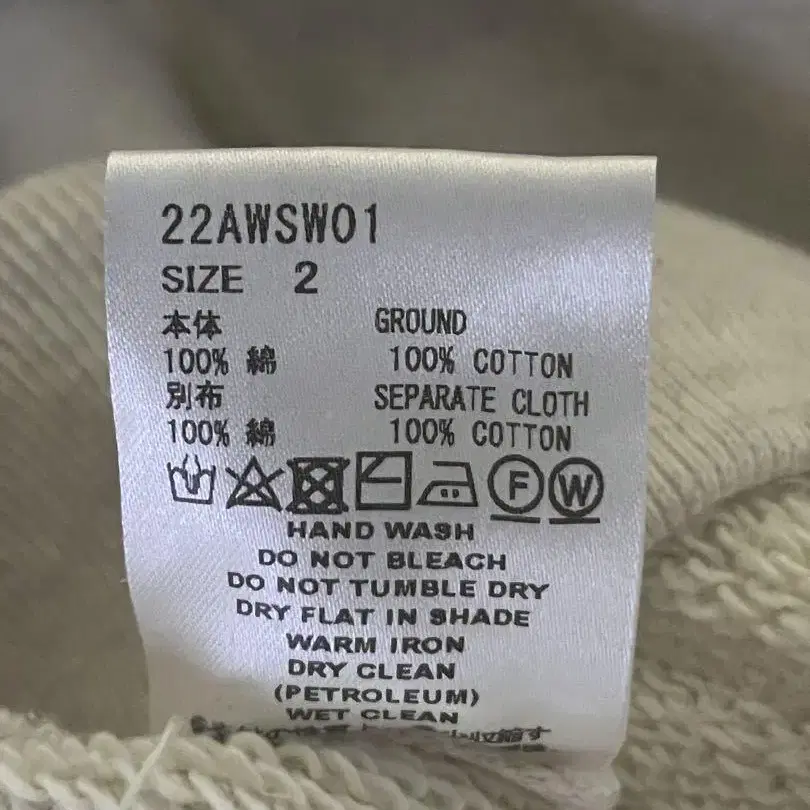 22AWSW01
SIZE 2
本体 GROUND
100% 綿 100% COTTON
別布 SEPARATE CLOTH
100% 綿 100% COTTON
F W
HAND WASH
DO NOT BLEACH
DO NOT TUMBLE DRY
DRY FLAT IN SHADE
WARM IRON
DRY CLEAN
(PETROLEUM)
WET CLEAN